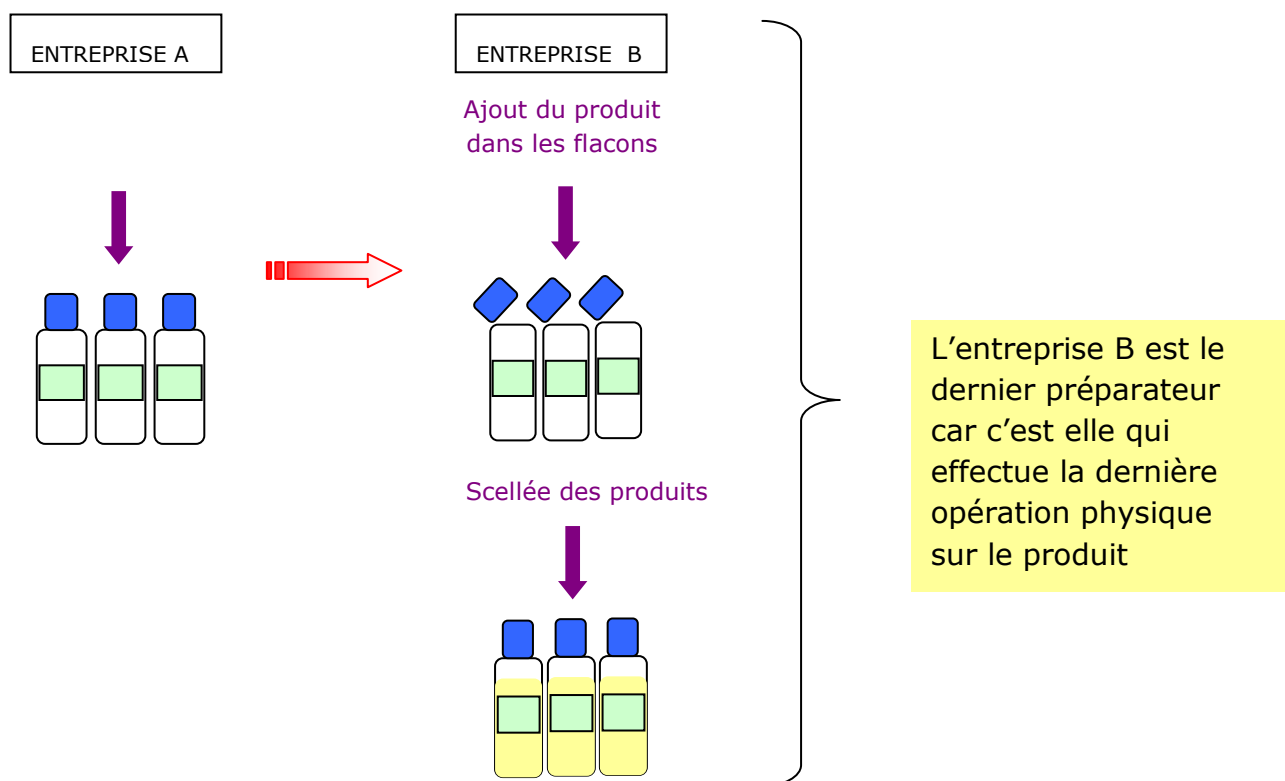 ENTREPRISE A
ENTREPRISE B
Ajout du produit
dans les flacons
Scellée des produits
L'entreprise B est le
dernier préparateur
car c'est elle qui
effectue la dernière
opération physique
sur le produit